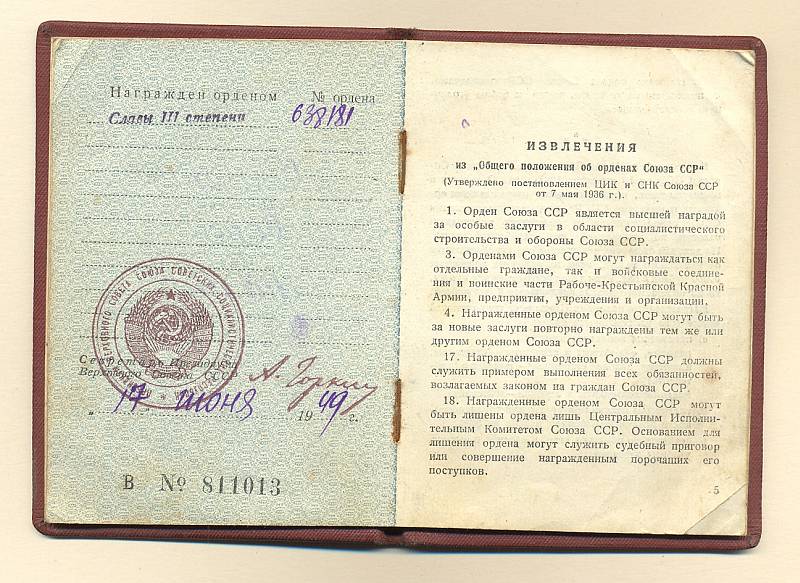 Награжден орденом № ордена
Славы III степени 638181
СОВЕТА СОЮЗА СОВЕТСКИХ
Секретарь Президиума
Верховного Совета СССР А. Горкин
„ 17 июня 1949 г.
В № 811013
ИЗВЛЕЧЕНИЯ
из „Общего положения об орденах Союза ССР“
(Утверждено постановлением ЦИК и СНК Союза ССР
от 7 мая 1936 г.).
1. Орден Союза ССР является высшей наградой
за особые заслуги в области социалистического
строительства и обороны Союза ССР.
3. Орденами Союза ССР могут награждаться как
отдельные граждане, так и войсковые соедине-
ния и воинские части Рабоче-Крестьянской Красной
Армии, предприятия, учреждения и организации.
4. Награжденные орденом Союза ССР могут быть
за новые заслуги повторно награждены тем же или
другим орденом Союза ССР.
17. Награжденные орденом Союза ССР должны
служить примером выполнения всех обязанностей,
возлагаемых законом на граждан Союза ССР.
18. Награжденные орденом Союза ССР могут
быть лишены ордена лишь Центральным Исполни-
тельным Комитетом Союза ССР. Основанием для
лишения ордена могут служить судебный приговор
или совершение награжденным порочащих его
поступков.
5